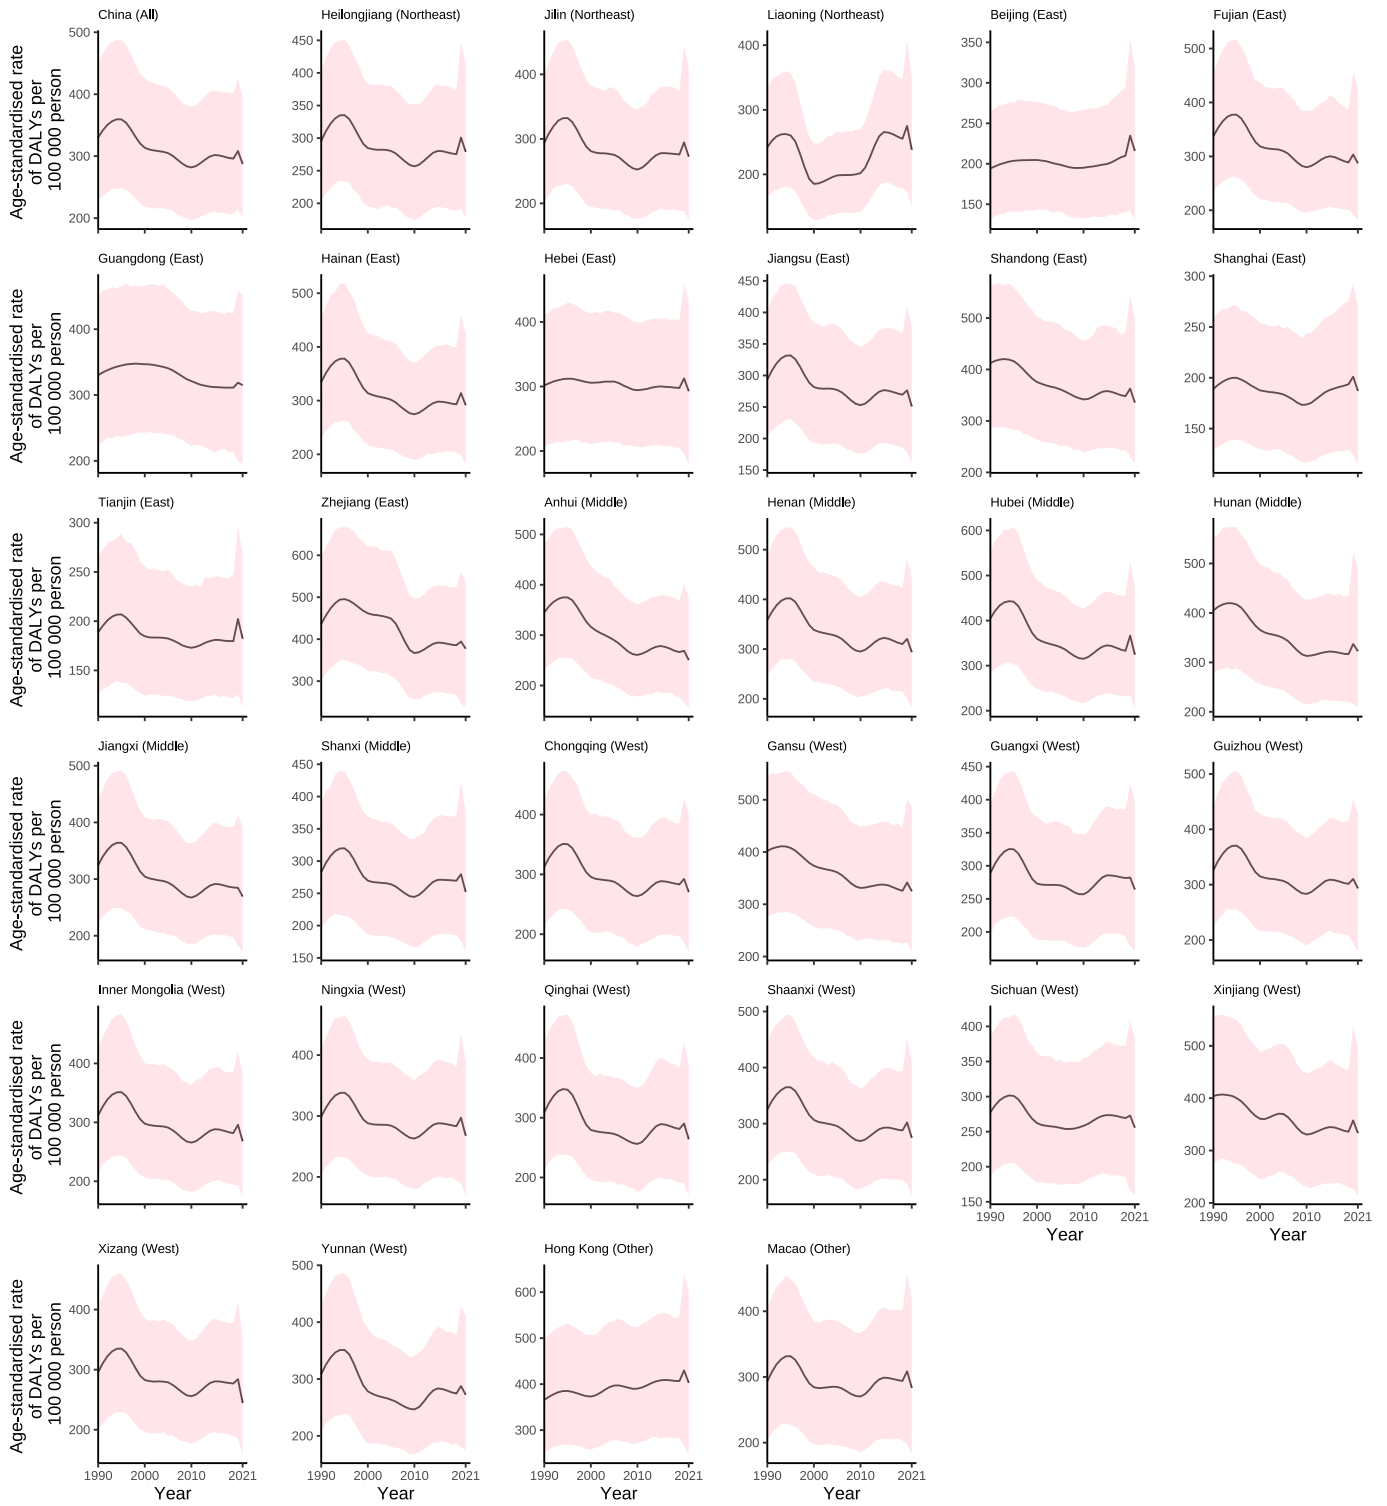 China (All)
Heilongjiang (Northeast)
Jilin (Northeast)
Liaoning (Northeast)
Beijing (East)
Fujian (East)
Age-standardised rate
of DALYs per
100 000 person
500
400
300
200
450
400
350
300
250
200
150
400
300
200
400
300
200
350
300
250
200
150
500
400
300
200
Guangdong (East)
Hainan (East)
Hebei (East)
Jiangsu (East)
Shandong (East)
Shanghai (East)
Age-standardised rate
of DALYs per
100 000 person
400
300
200
500
400
300
200
400
300
200
450
400
350
300
250
200
150
500
400
300
200
300
250
200
150
Tianjin (East)
Zhejiang (East)
Anhui (Middle)
Henan (Middle)
Hubei (Middle)
Hunan (Middle)
Age-standardised rate
of DALYs per
100 000 person
300
250
200
150
600
500
400
300
500
400
300
200
500
400
300
200
600
500
400
300
200
500
400
300
200
Jiangxi (Middle)
Shanxi (Middle)
Chongqing (West)
Gansu (West)
Guangxi (West)
Guizhou (West)
Age-standardised rate
of DALYs per
100 000 person
500
400
300
200
450
400
350
300
250
200
150
400
300
200
500
400
300
200
450
400
350
300
250
200
500
400
300
200
Inner Mongolia (West)
Ningxia (West)
Qinghai (West)
Shaanxi (West)
Sichuan (West)
Xinjiang (West)
Age-standardised rate
of DALYs per
100 000 person
400
300
200
400
300
200
400
300
200
500
400
300
200
400
350
300
250
200
150
500
400
300
200
1990 2000 2010 2021
Year
1990 2000 2010 2021
Year
Xizang (West)
Yunnan (West)
Hong Kong (Other)
Macao (Other)
Age-standardised rate
of DALYs per
100 000 person
400
300
200
500
400
300
200
600
500
400
300
400
300
200
1990 2000 2010 2021
Year
1990 2000 2010 2021
Year
1990 2000 2010 2021
Year
1990 2000 2010 2021
Year